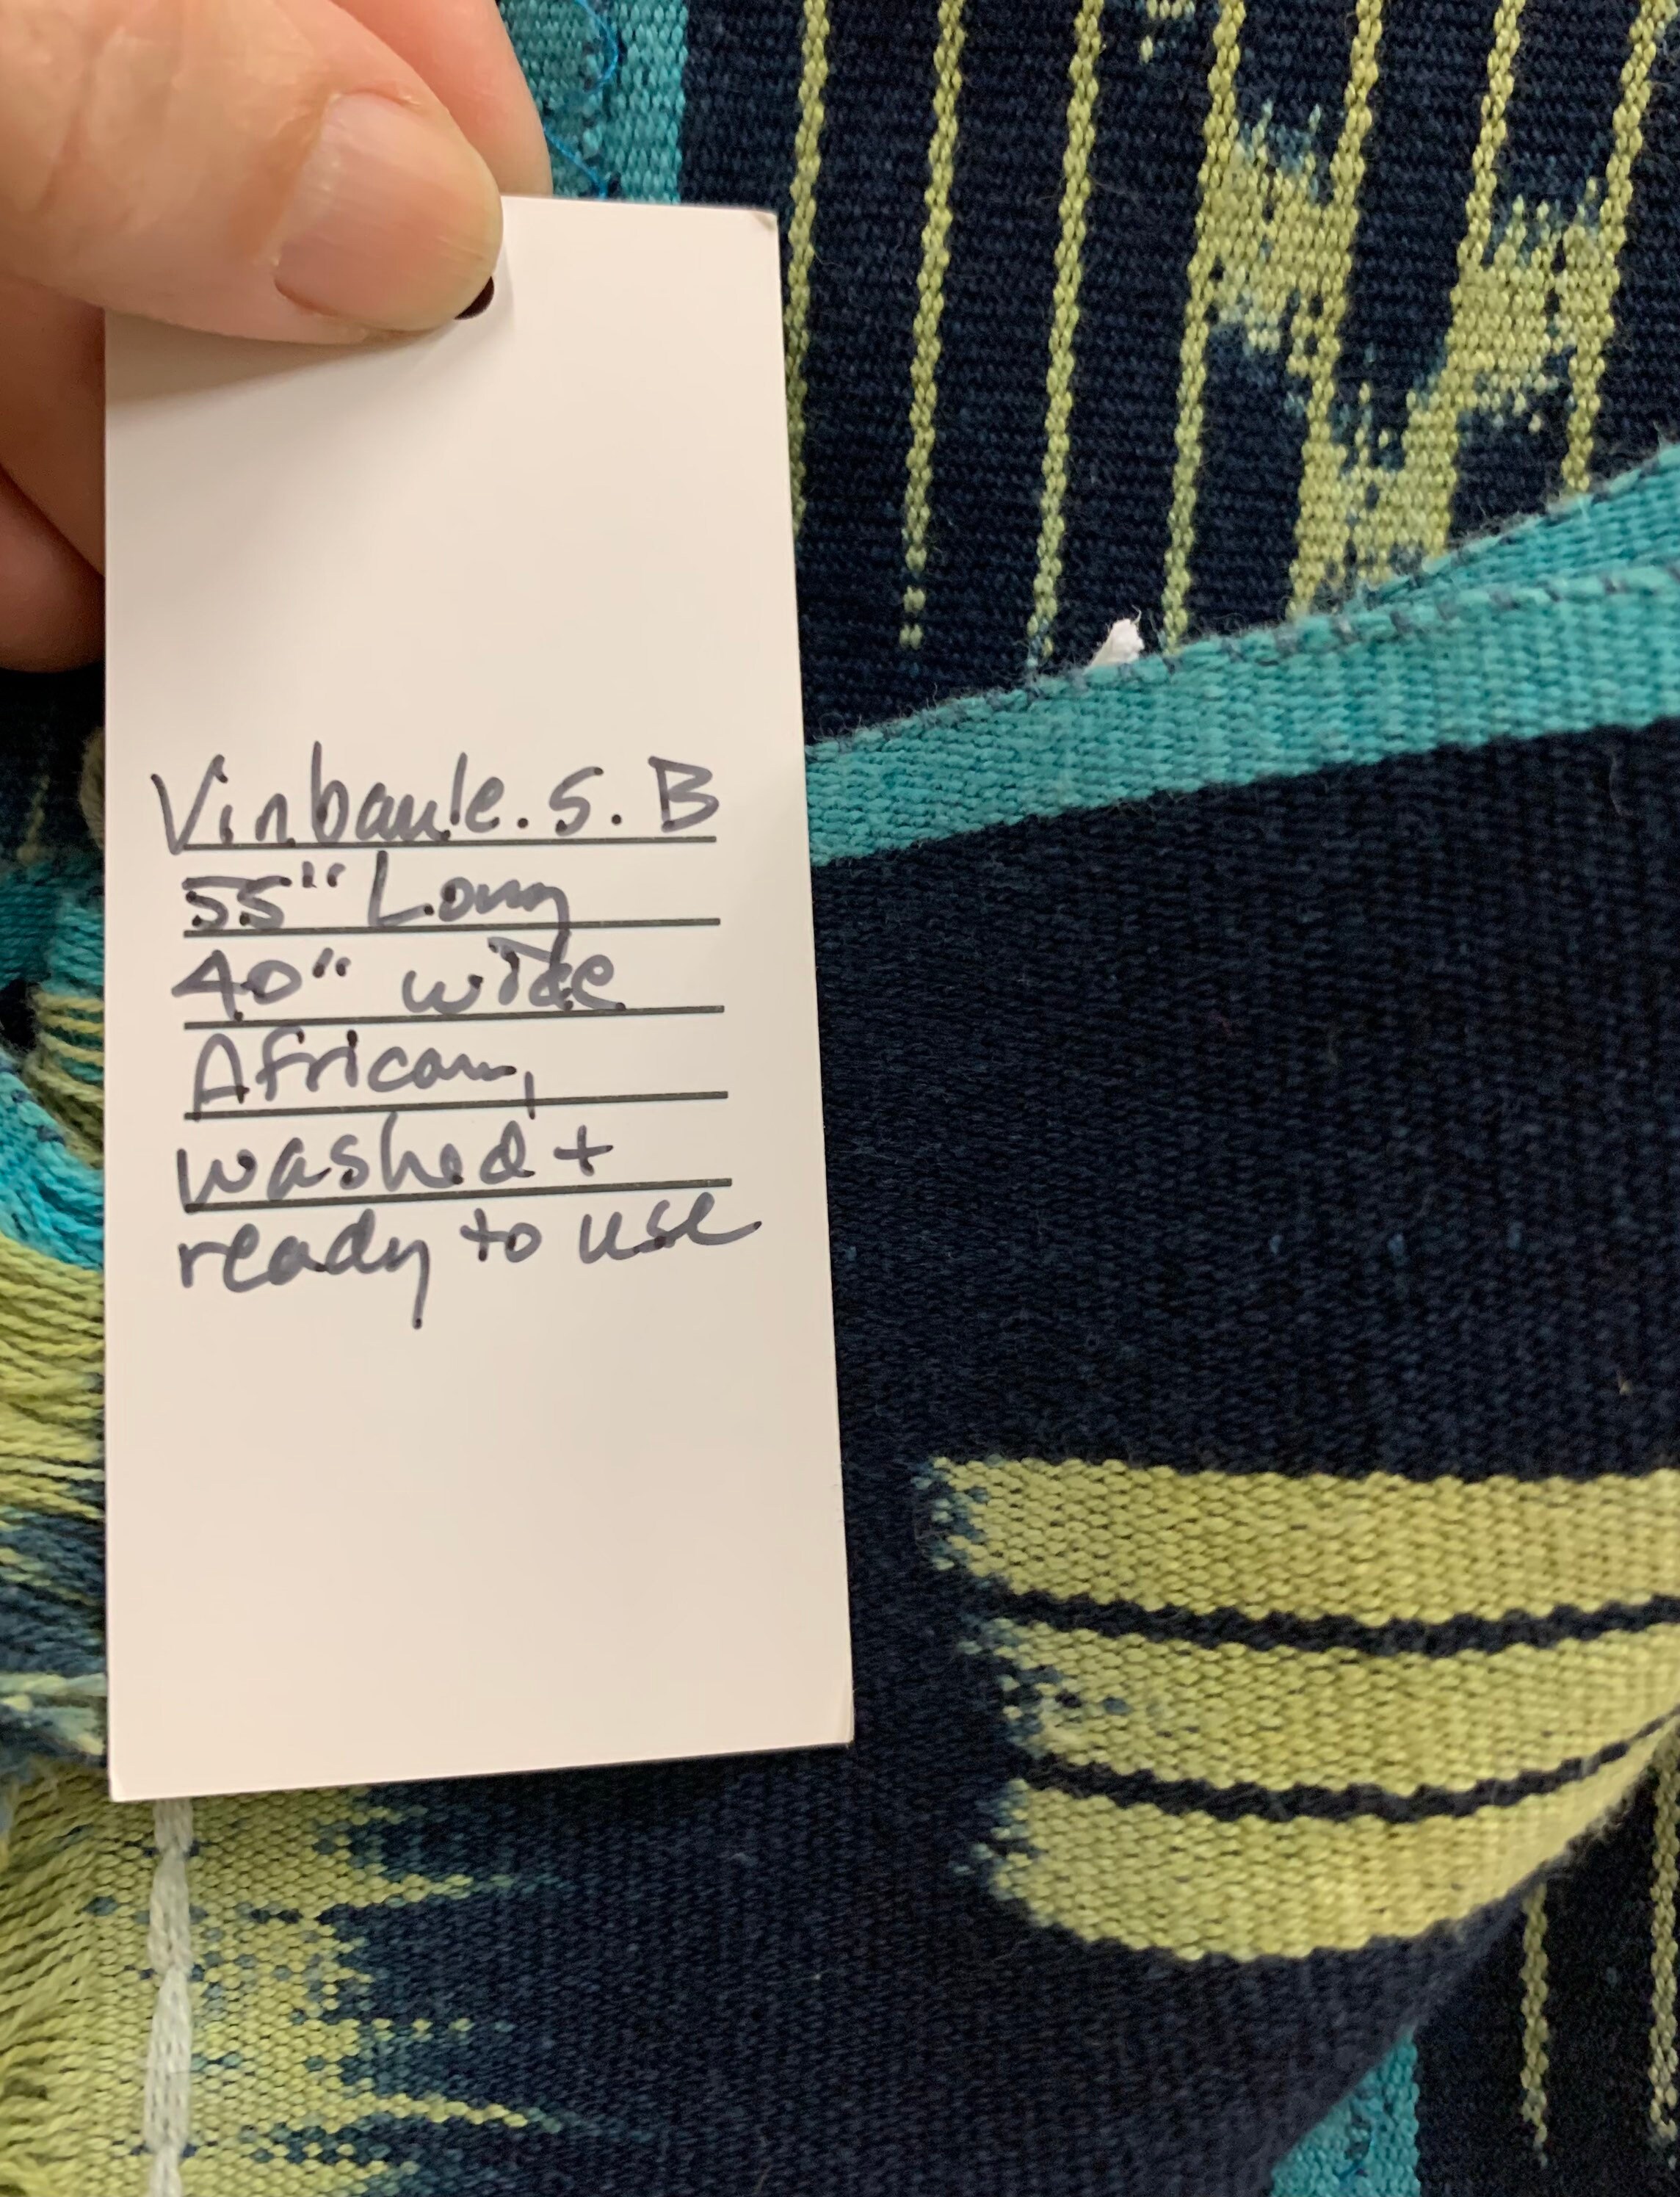 Vinbaule.S.B
55" Long
40" wide
African,
washed +
ready to use